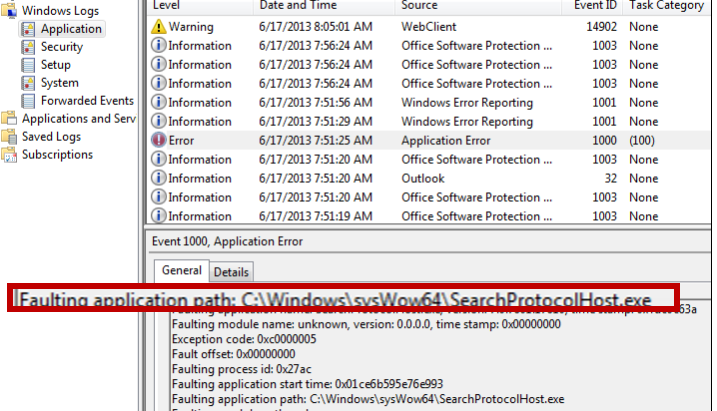 Windows Logs
Application
Security
Setup
System
Forwarded Events
Applications and Serv
Saved Logs
Subscriptions
Level Date and Time Source Event ID Task Category
Warning 6/17/2013 8:05:01 AM WebClient 14902 None
Information 6/17/2013 7:56:24 AM Office Software Protection ... 1003 None
Information 6/17/2013 7:56:24 AM Office Software Protection ... 1003 None
Information 6/17/2013 7:56:24 AM Office Software Protection ... 1003 None
Information 6/17/2013 7:51:56 AM Windows Error Reporting 1001 None
Information 6/17/2013 7:51:29 AM Windows Error Reporting 1001 None
Error 6/17/2013 7:51:25 AM Application Error 1000 (100)
Information 6/17/2013 7:51:20 AM Office Software Protection ... 1003 None
Information 6/17/2013 7:51:20 AM Outlook 32 None
Information 6/17/2013 7:51:20 AM Office Software Protection ... 1003 None
Information 6/17/2013 7:51:19 AM Office Software Protection ... 1003 None
Event 1000, Application Error
General Details
Faulting application path: C:\Windows\sysWow64\SearchProtocolHost.exe
Faulting module name: unknown, version: 0.0.0.0, time stamp: 0x00000000
Exception code: 0xc0000005
Fault offset: 0x00000000
Faulting process id: 0x27ac
Faulting application start time: 0x01ce6b595e76e993
Faulting application path: C:\Windows\sysWow64\SearchProtocolHost.exe